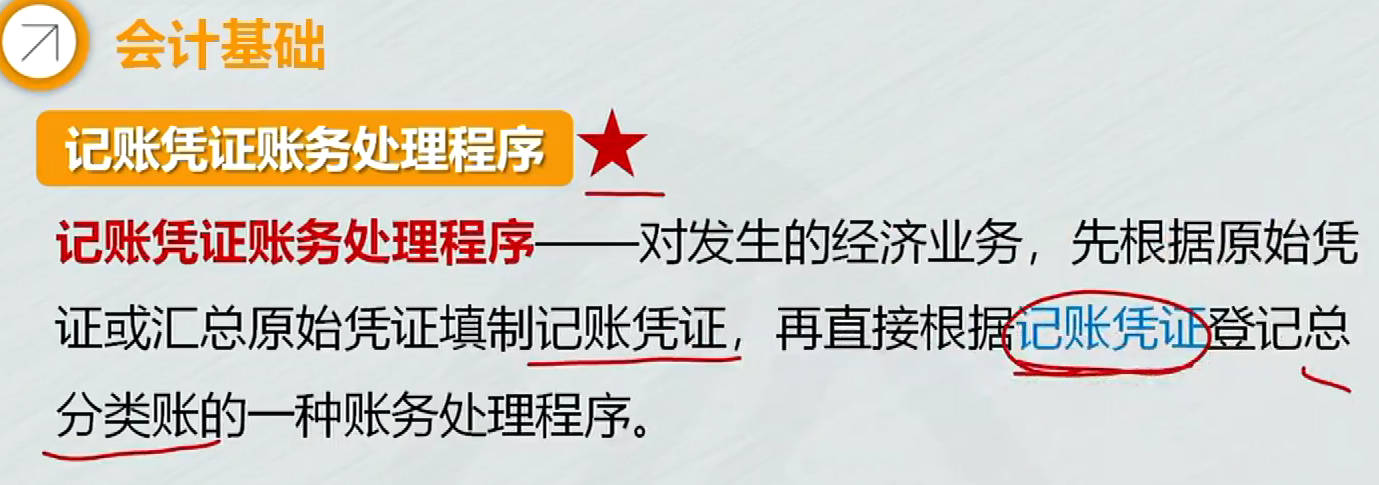 会计基础
记账凭证账务处理程序
记账凭证账务处理程序——对发生的经济业务，先根据原始凭
证或汇总原始凭证填制记账凭证，再直接根据记账凭证登记总
分类账的一种账务处理程序。